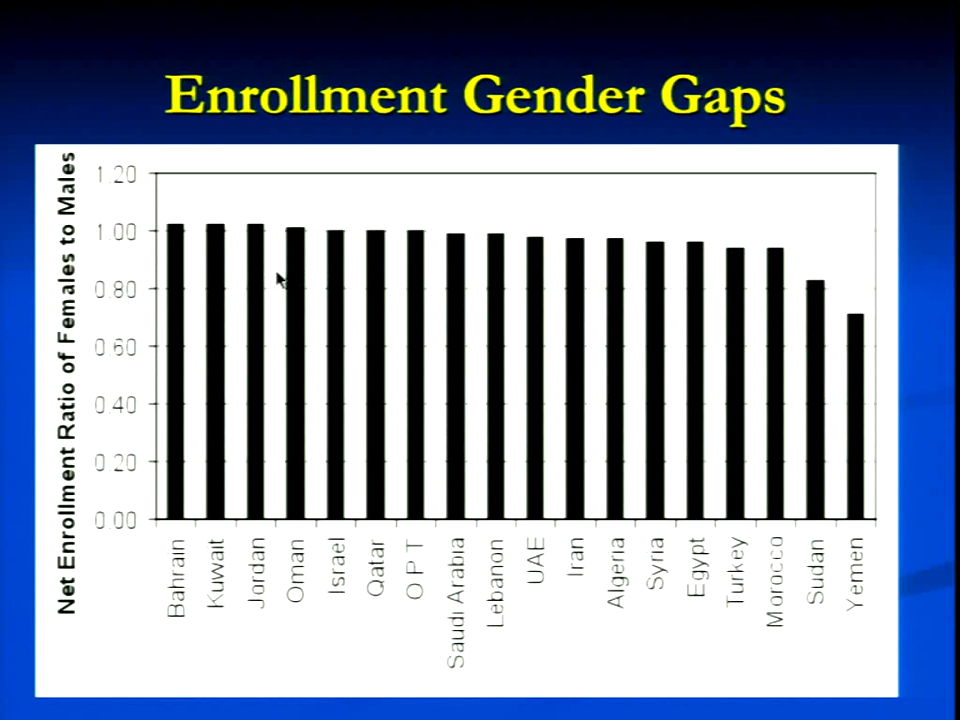 Enrollment Gender Gaps
Net Enrollment Ratio of Females to Males
1.20
1.00
0.80
0.60
0.40
0.20
0.00
Bahrain
Kuwait
Jordan
Oman
Israel
Qatar
O P T
Saudi Arabia
Lebanon
UAE
Iran
Algeria
Syria
Egypt
Turkey
Morocco
Sudan
Yemen